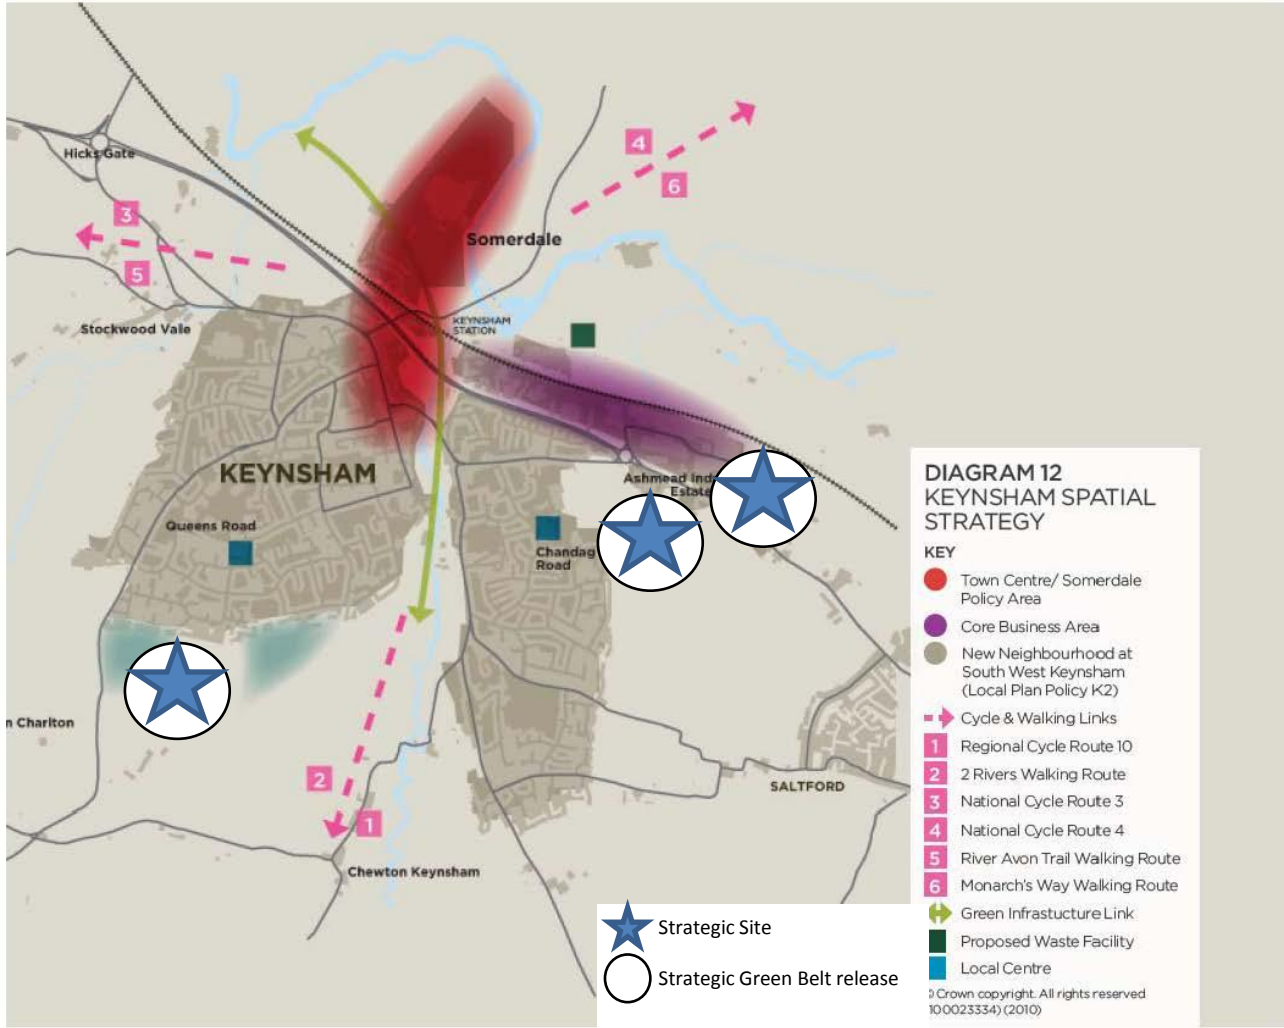 Hicks Gate
3
4
6
5
Somerdale
Stockwood Vale
KEYNSHAM
STATION
KEYNSHAM
Ashmead Ind
Estate
Queens Road
Chandag
Road
n Charlton
2
1
SALTFORD
Chewton Keynsham
DIAGRAM 12
KEYNSHAM SPATIAL
STRATEGY
KEY
Town Centre/ Somerdale
Policy Area
Core Business Area
New Neighbourhood at
South West Keynsham
(Local Plan Policy K2)
Cycle & Walking Links
1 Regional Cycle Route 10
2 2 Rivers Walking Route
3 National Cycle Route 3
4 National Cycle Route 4
5 River Avon Trail Walking Route
6 Monarch's Way Walking Route
Green Infrastucture Link
Proposed Waste Facility
Local Centre
© Crown copyright. All rights reserved
100023334) (2010)
Strategic Site
Strategic Green Belt release